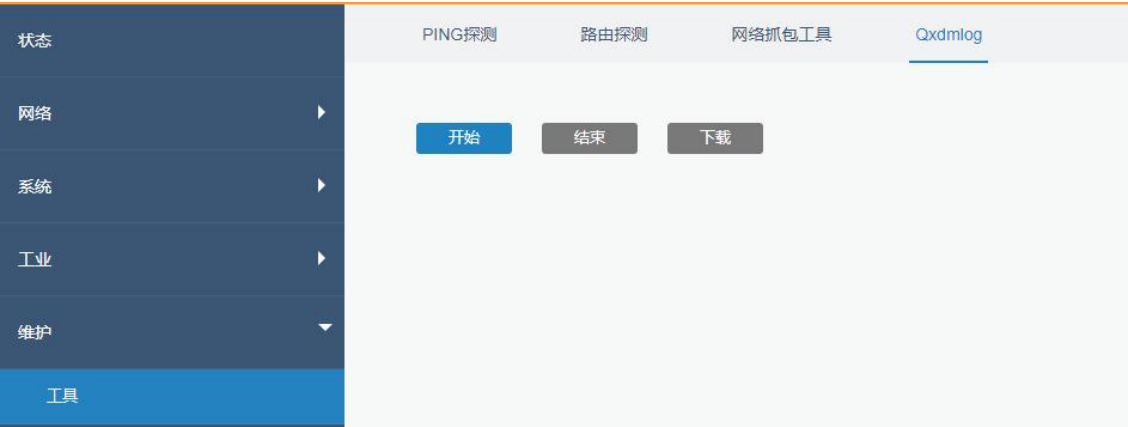 状态
PING探测 路由探测 网络抓包工具 Qxdmlog
网络
开始 结束 下载
系统
工业
维护
工具